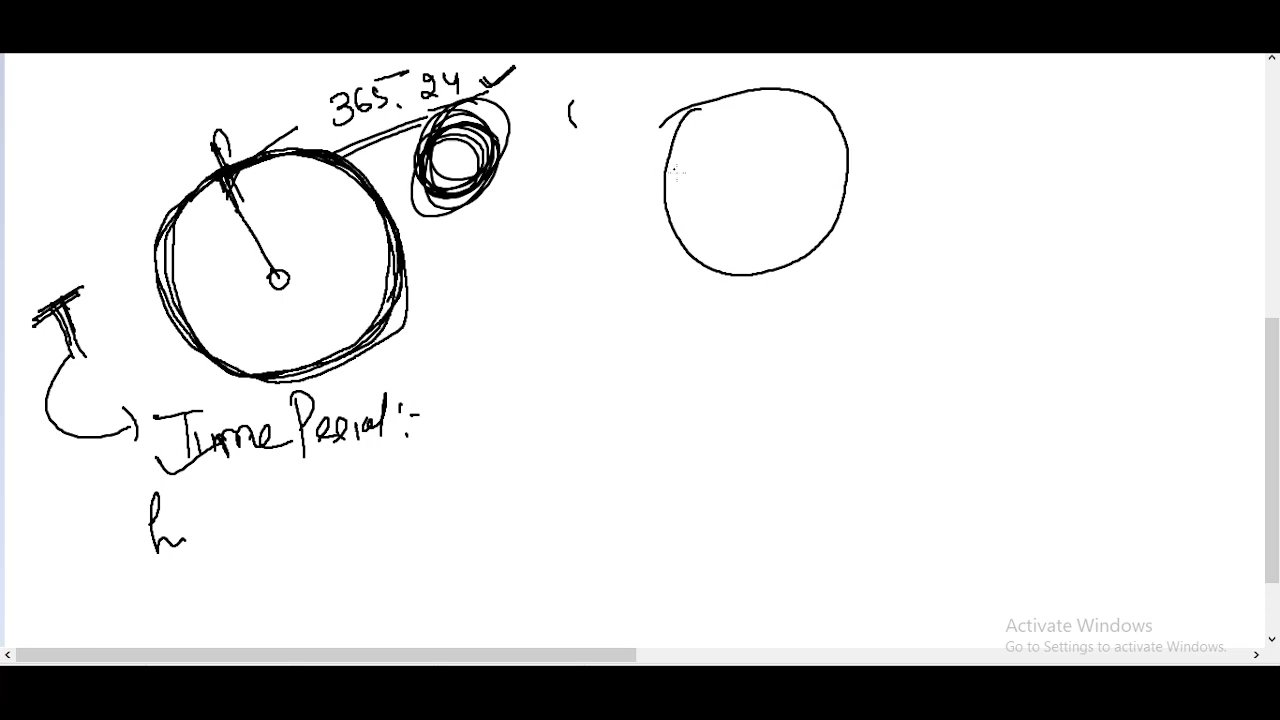 365. 24
T
Time Period :-
h
Activate Windows
Go to Settings to activate Windows.